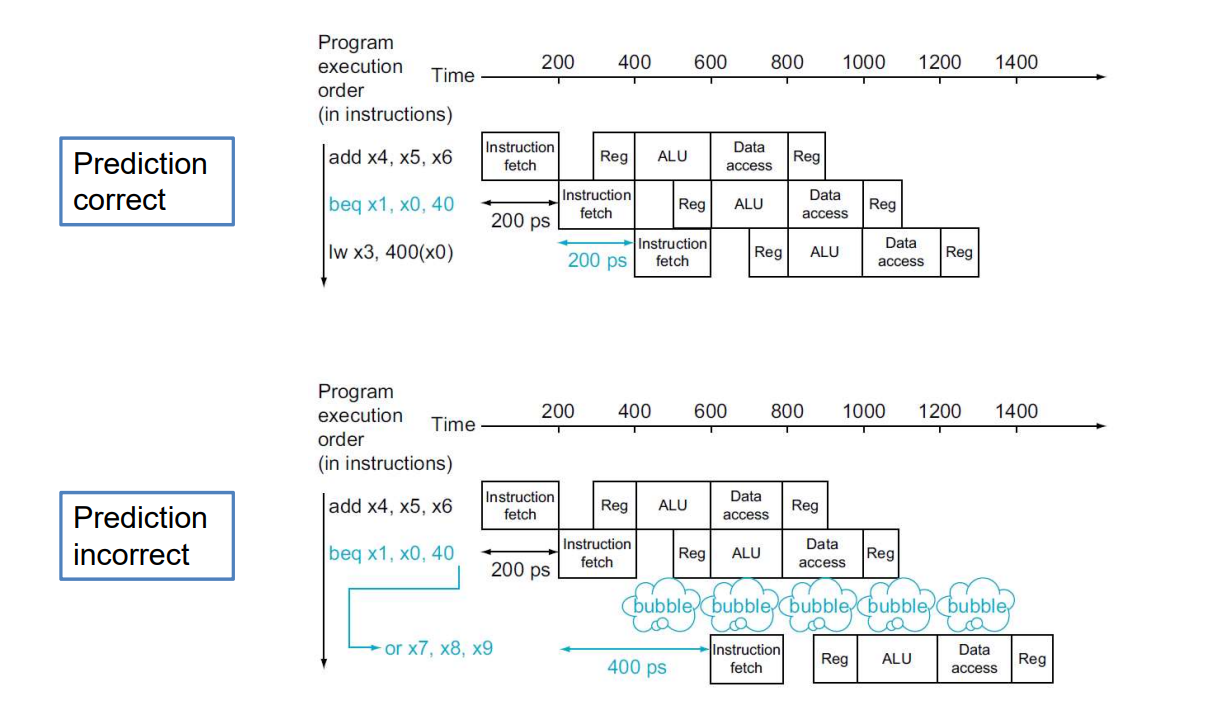 Prediction
correct
Program
execution
order
(in instructions)
Time
200 400 600 800 1000 1200 1400
add x4, x5, x6
Instruction
fetch
Reg
ALU
Data
access
Reg
beq x1, x0, 40
200 ps
Instruction
fetch
Reg
ALU
Data
access
Reg
lw x3, 400(x0)
200 ps
Instruction
fetch
Reg
ALU
Data
access
Reg
Prediction
incorrect
Program
execution
order
(in instructions)
Time
200 400 600 800 1000 1200 1400
add x4, x5, x6
Instruction
fetch
Reg
ALU
Data
access
Reg
beq x1, x0, 40
200 ps
Instruction
fetch
Reg
ALU
Data
access
Reg
bubble bubble bubble bubble bubble
or x7, x8, x9
400 ps
Instruction
fetch
Reg
ALU
Data
access
Reg